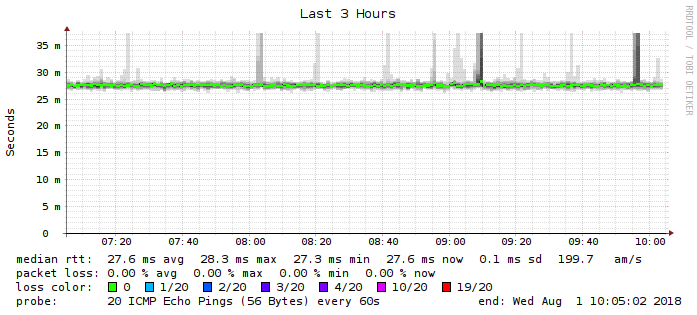 Last 3 Hours
RRDTOOL / TOBI OETIKER
Seconds
35 m
30 m
25 m
20 m
15 m
10 m
5 m
0
07:20 07:40 08:00 08:20 08:40 09:00 09:20 09:40 10:00
median rtt: 27.6 ms avg 28.3 ms max 27.3 ms min 27.6 ms now 0.1 ms sd 199.7 am/s
packet loss: 0.00 % avg 0.00 % max 0.00 % min 0.00 % now
loss color: 0 1/20 2/20 3/20 4/20 10/20 19/20
probe: 20 ICMP Echo Pings (56 Bytes) every 60s end: Wed Aug 1 10:05:02 2018